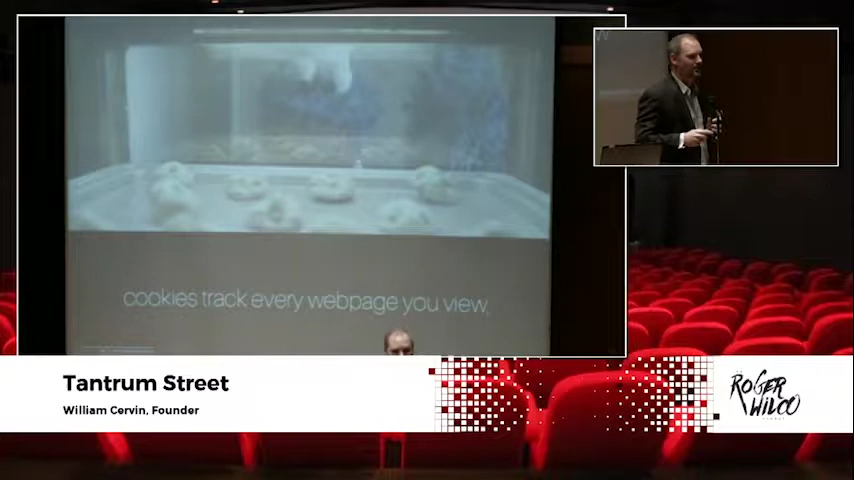 cookies track every webpage you view,
Tantrum Street
William Cervin, Founder
ROGER
WILCO